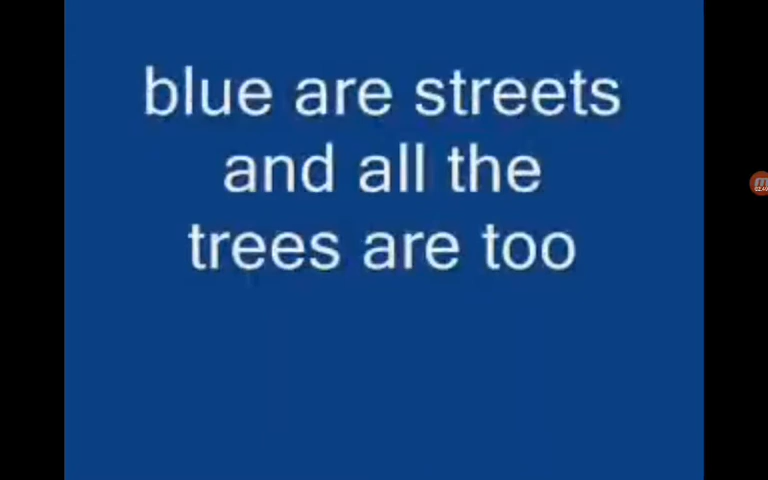 blue are streets
and all the
trees are too